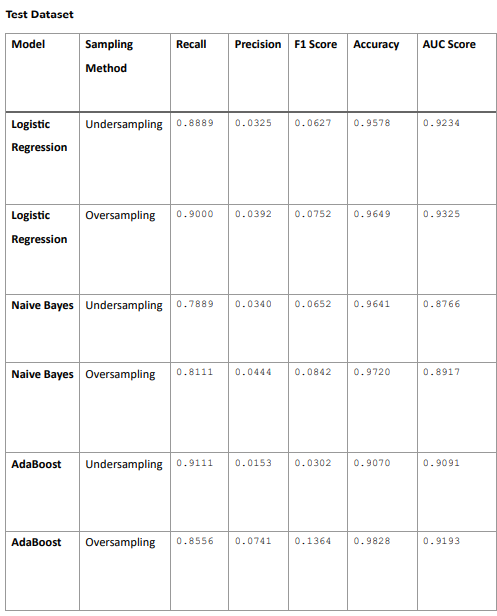 Test Dataset
Model Sampling Method Recall Precision F1 Score Accuracy AUC Score
Logistic Regression Undersampling 0.8889 0.0325 0.0627 0.9578 0.9234
Logistic Regression Oversampling 0.9000 0.0392 0.0752 0.9649 0.9325
Naive Bayes Undersampling 0.7889 0.0340 0.0652 0.9641 0.8766
Naive Bayes Oversampling 0.8111 0.0444 0.0842 0.9720 0.8917
AdaBoost Undersampling 0.9111 0.0153 0.0302 0.9070 0.9091
AdaBoost Oversampling 0.8556 0.0741 0.1364 0.9828 0.9193